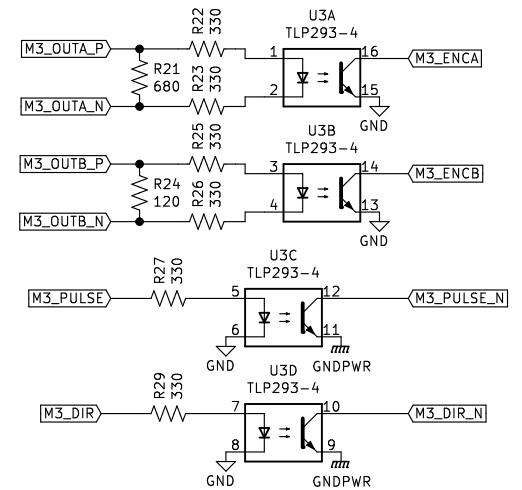 U3A
TLP293-4
R22
330
M3_OUTA_P
1
16
M3_ENCA
R21
680
R23
330
2
15
M3_OUTA_N
GND
U3B
TLP293-4
R25
330
M3_OUTB_P
3
14
M3_ENCB
R24
120
R26
330
4
13
M3_OUTB_N
GND
U3C
TLP293-4
R27
330
M3_PULSE
5
12
M3_PULSE_N
6
11
GND
GNDPWR
U3D
TLP293-4
R29
330
M3_DIR
7
10
M3_DIR_N
8
9
GND
GNDPWR